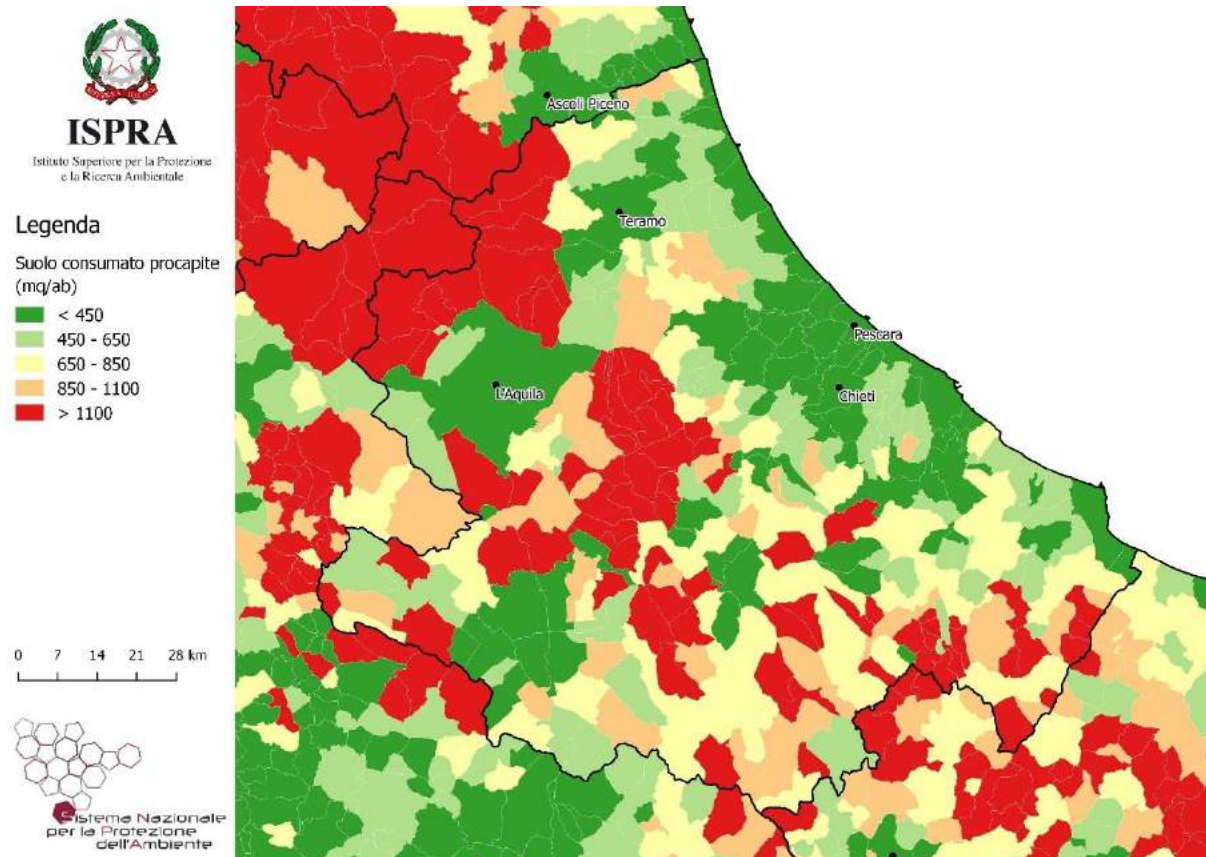 ISPRA
Istituto Superiore per la Protezione
e la Ricerca Ambientale
Legenda
Suolo consumato procapite
(mq/ab)
< 450
450 - 650
650 - 850
850 - 1100
> 1100
0 7 14 21 28 km
Sistema Nazionale
per la Protezione
dell'Ambiente
Ascoli Piceno
Teramo
Pescara
L'Aquila
Chieti